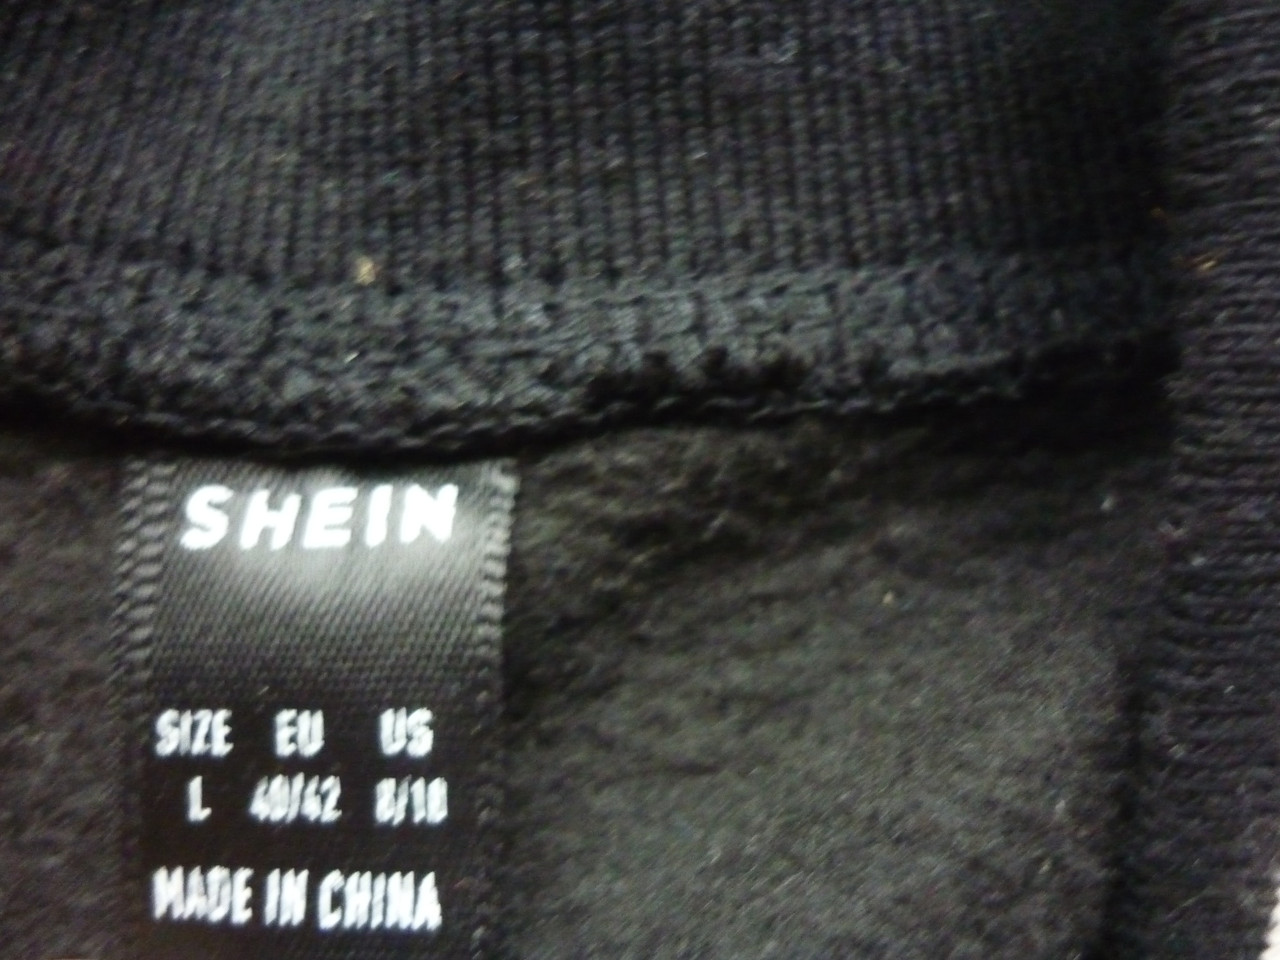 SHEIN
SIZE EU US
L 40/42 8/10
MADE IN CHINA